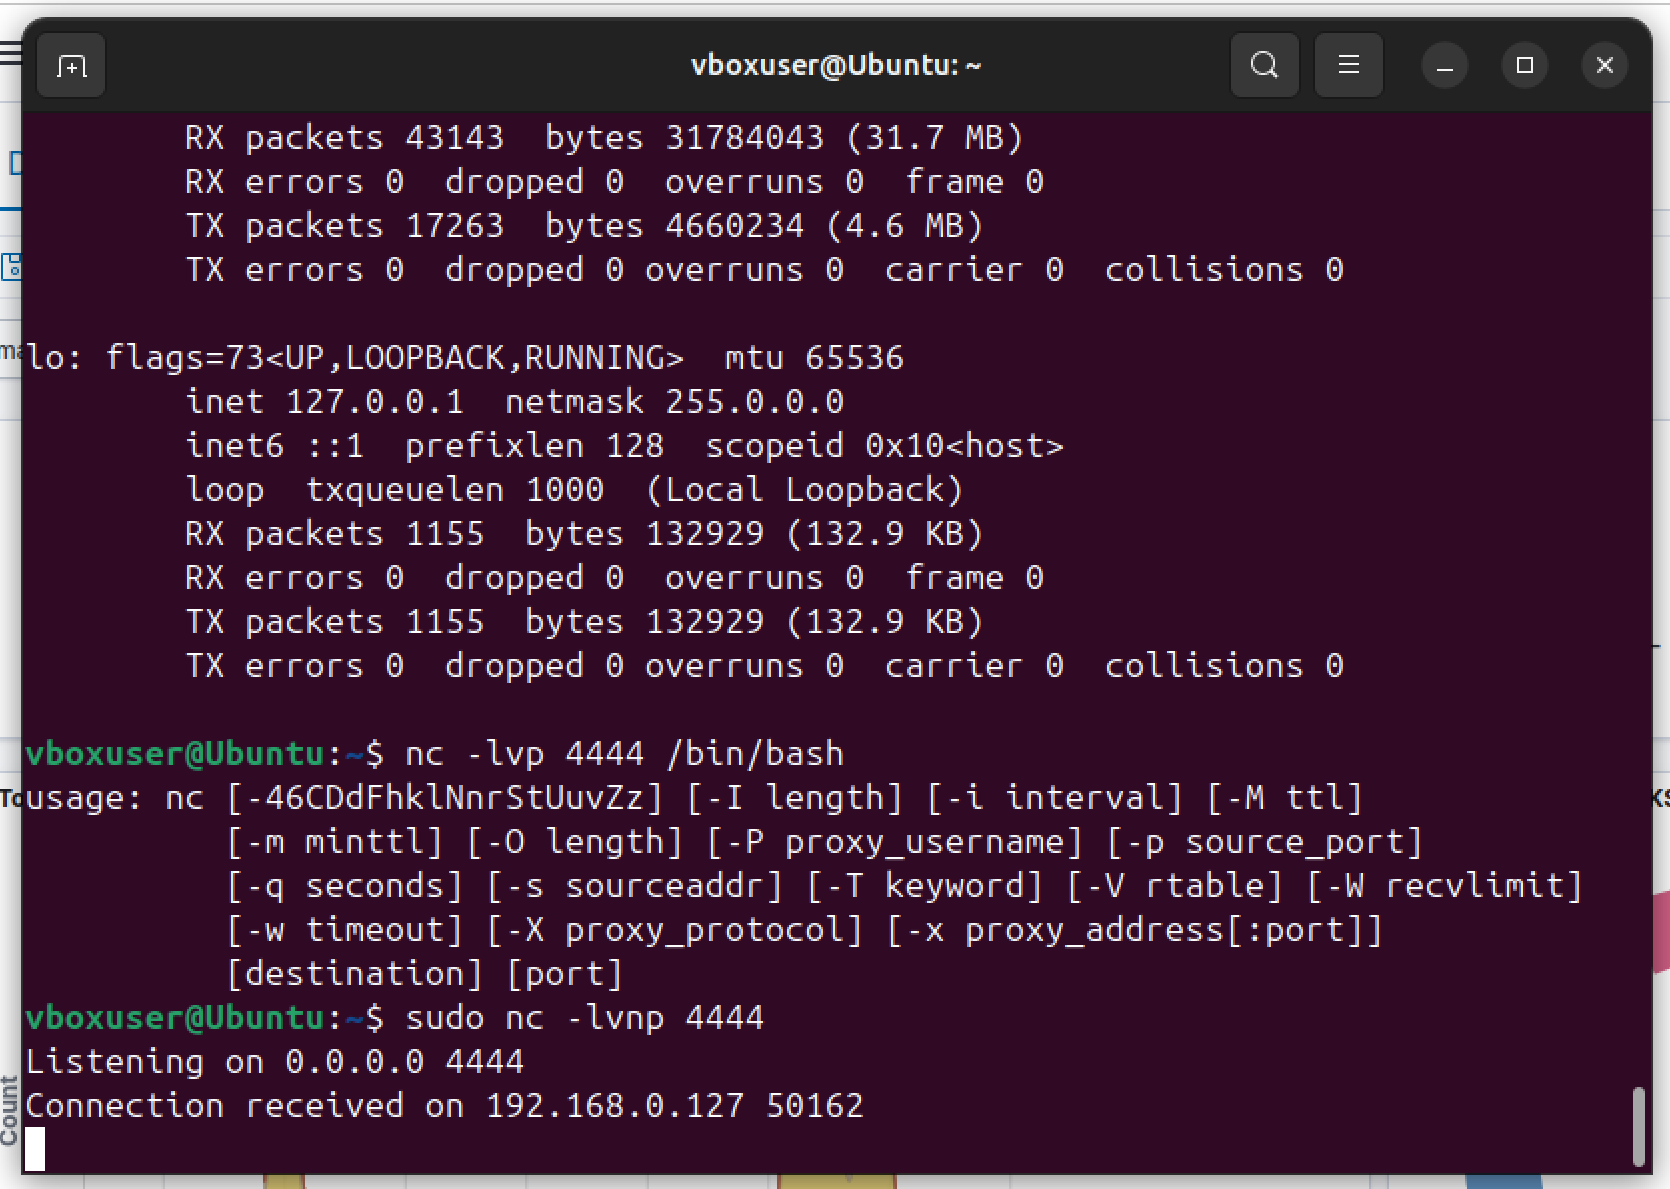 vboxuser@Ubuntu: ~
RX packets 43143  bytes 31784043 (31.7 MB)
RX errors 0  dropped 0  overruns 0  frame 0
TX packets 17263  bytes 4660234 (4.6 MB)
TX errors 0  dropped 0 overruns 0  carrier 0  collisions 0
lo: flags=73<UP,LOOPBACK,RUNNING>  mtu 65536
inet 127.0.0.1  netmask 255.0.0.0
inet6 ::1  prefixlen 128  scopeid 0x10<host>
loop  txqueuelen 1000  (Local Loopback)
RX packets 1155  bytes 132929 (132.9 KB)
RX errors 0  dropped 0  overruns 0  frame 0
TX packets 1155  bytes 132929 (132.9 KB)
TX errors 0  dropped 0 overruns 0  carrier 0  collisions 0
vboxuser@Ubuntu:~$ nc -lvp 4444 /bin/bash
usage: nc [-46CDdFhklNnrStUuvZz] [-I length] [-i interval] [-M ttl]
[-m minttl] [-O length] [-P proxy_username] [-p source_port]
[-q seconds] [-s sourceaddr] [-T keyword] [-V rtable] [-W recvlimit]
[-w timeout] [-X proxy_protocol] [-x proxy_address[:port]]
[destination] [port]
vboxuser@Ubuntu:~$ sudo nc -lvnp 4444
Listening on 0.0.0.0 4444
Connection received on 192.168.0.127 50162
Count